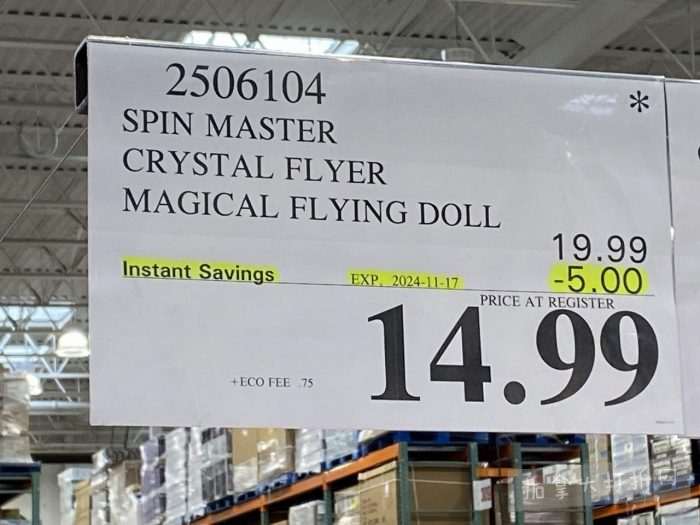 2506104 *
SPIN MASTER
CRYSTAL FLYER
MAGICAL FLYING DOLL
19.99
Instant Savings EXP. 2024-11-17 -5.00
PRICE AT REGISTER
14.99
+ECO FEE .75